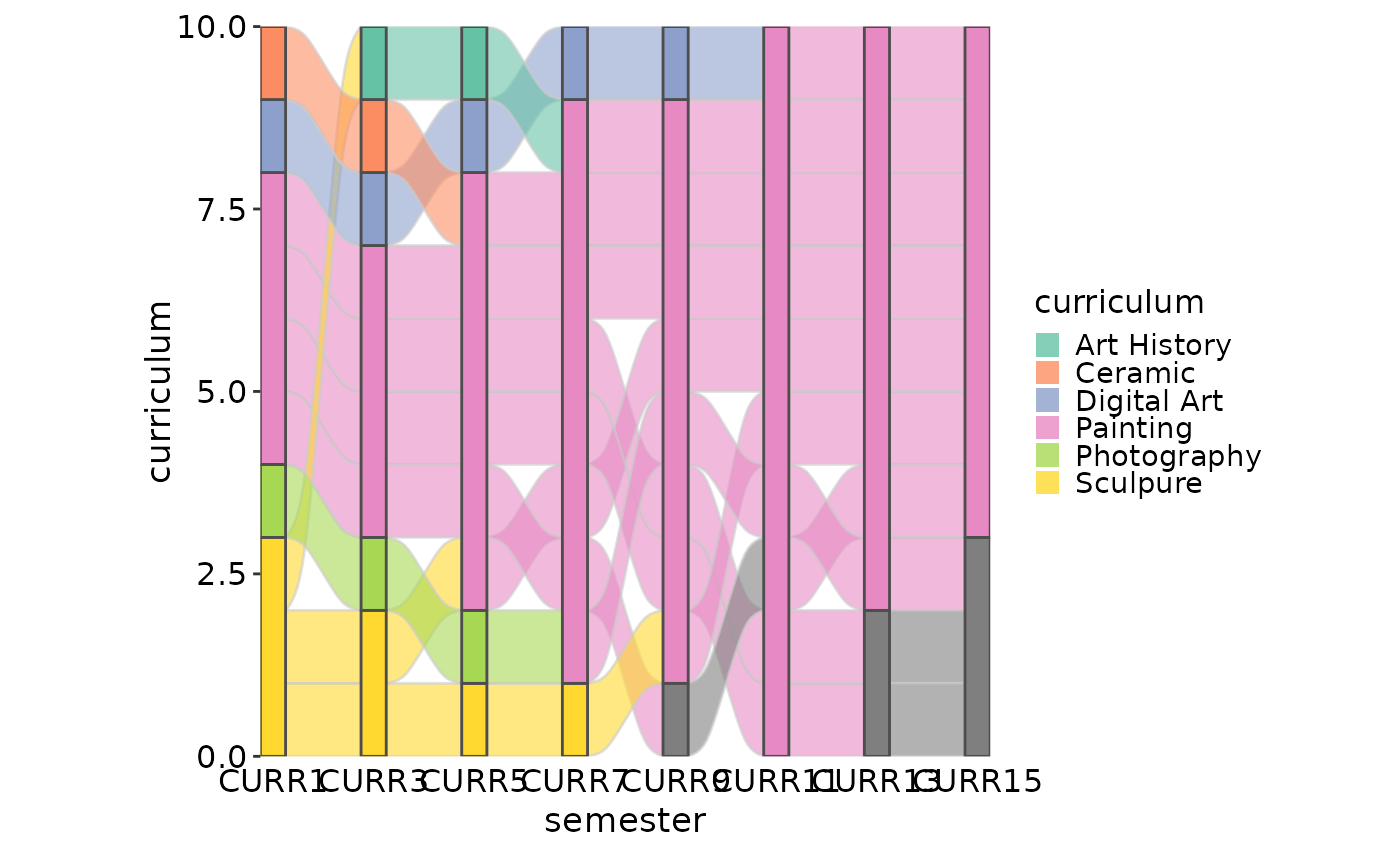 10.0
7.5
5.0
2.5
0.0
curriculum
CURR1 CURR3 CURR5 CURR7 CURR9 CURR11 CURR13 CURR15
semester
curriculum
Art History
Ceramic
Digital Art
Painting
Photography
Sculpure